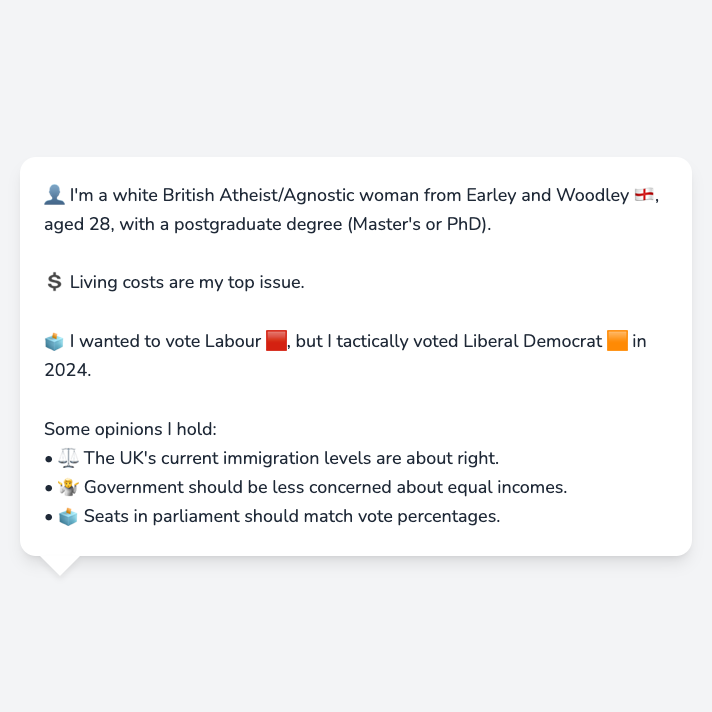 👤 I'm a white British Atheist/Agnostic woman from Earley and Woodley 🏴󠁧󠁢󠁥󠁮󠁧󠁿,
aged 28, with a postgraduate degree (Master's or PhD).
💲 Living costs are my top issue.
🗳️ I wanted to vote Labour 🟥, but I tactically voted Liberal Democrat 🟧 in
2024.
Some opinions I hold:
• ⚖️ The UK's current immigration levels are about right.
• 🤷‍♀️ Government should be less concerned about equal incomes.
• 🗳️ Seats in parliament should match vote percentages.